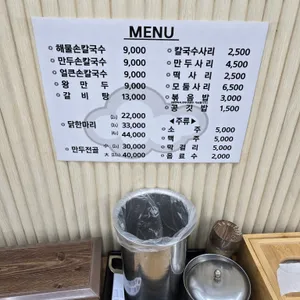 MENU
해물손칼국수 9,000
만두손칼국수 9,000
얼큰손칼국수 9,000
왕만두 9,000
갈비탕 13,000
닭한마리
22,000
33,000
44,000
만두전골
30,000
40,000
칼국수사리 2,500
만두사리 4,500
떡사리 2,500
모둠사리 6,500
볶음밥 3,000
공깃밥 1,500
◀주류▶
소주 5,000
맥주 5,000
막걸리 5,000
음료수 2,000